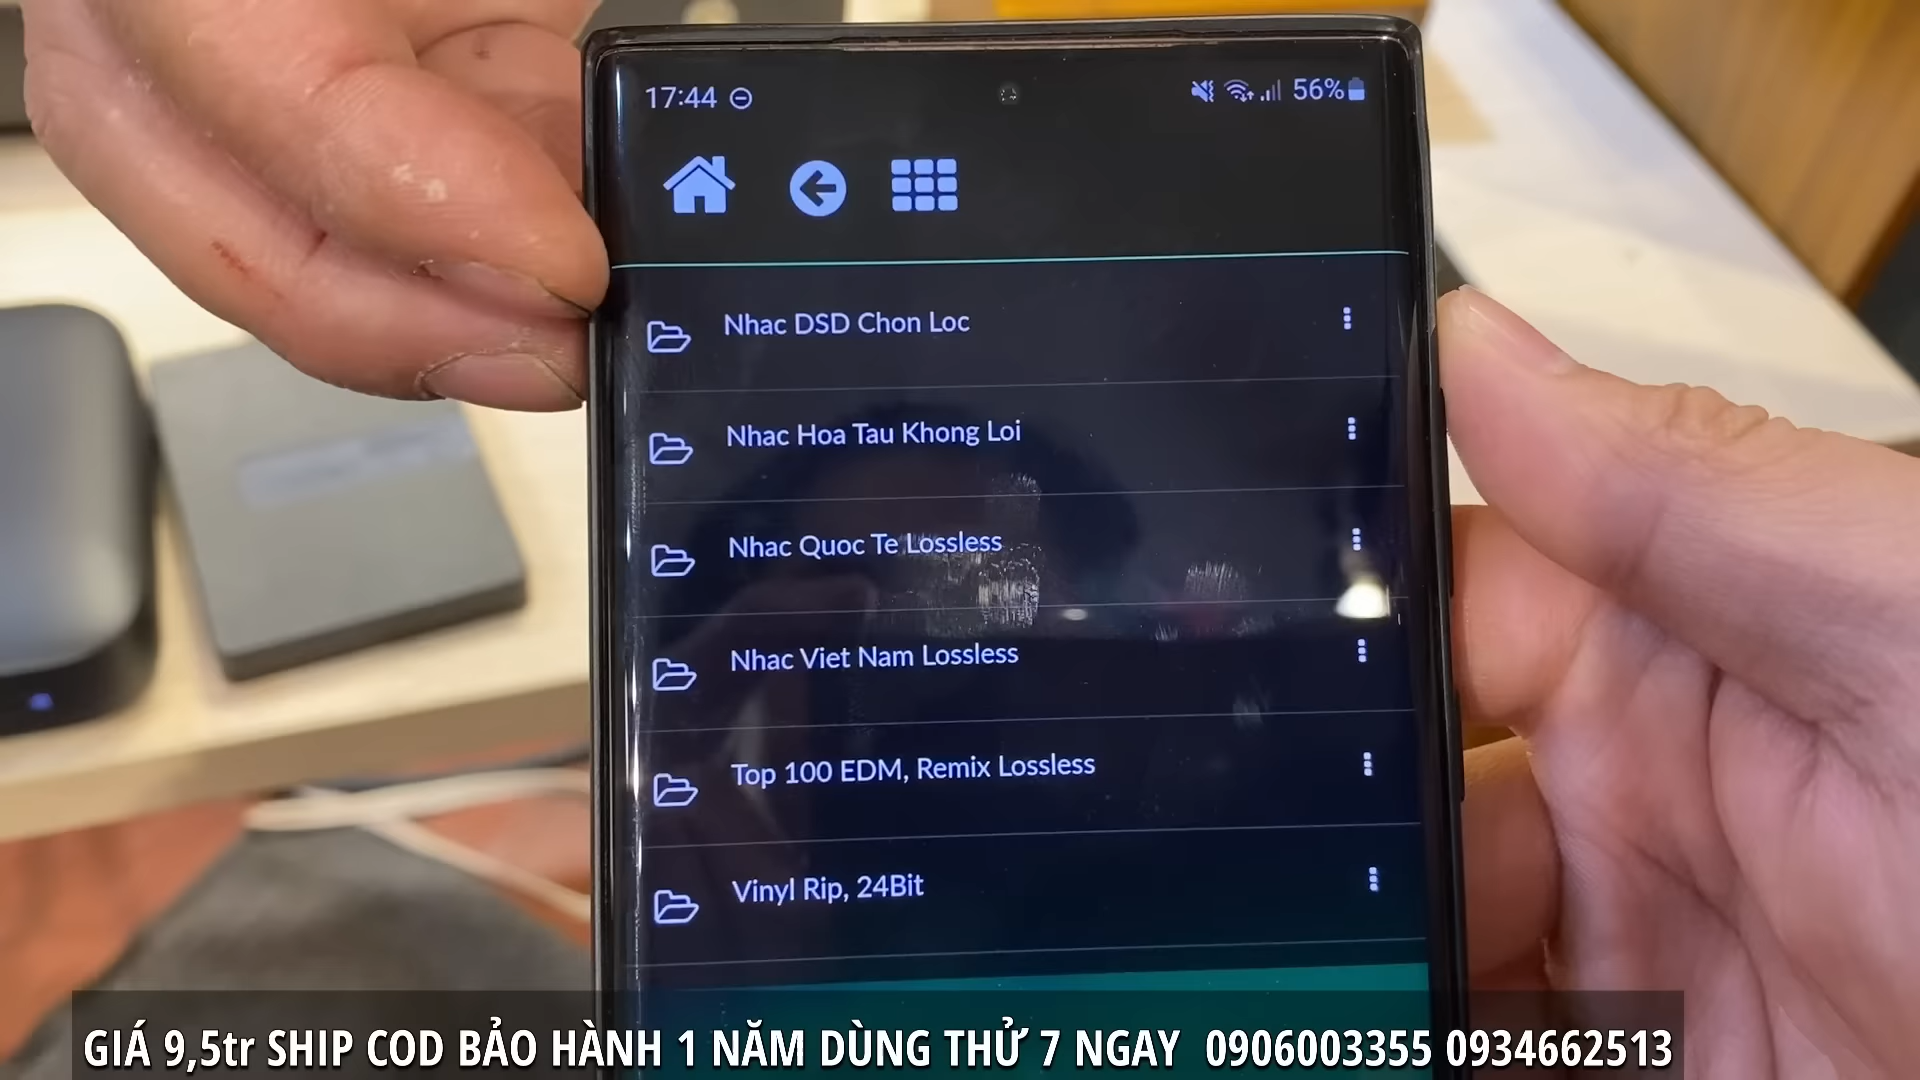 17:44
56%
Nhac DSD Chon Loc
Nhac Hoa Tau Khong Loi
Nhac Quoc Te Lossless
Nhac Viet Nam Lossless
Top 100 EDM, Remix Lossless
Vinyl Rip, 24Bit
GIÁ 9,5tr SHIP COD BẢO HÀNH 1 NĂM DÙNG THỬ 7 NGAY 0906003355 0934662513